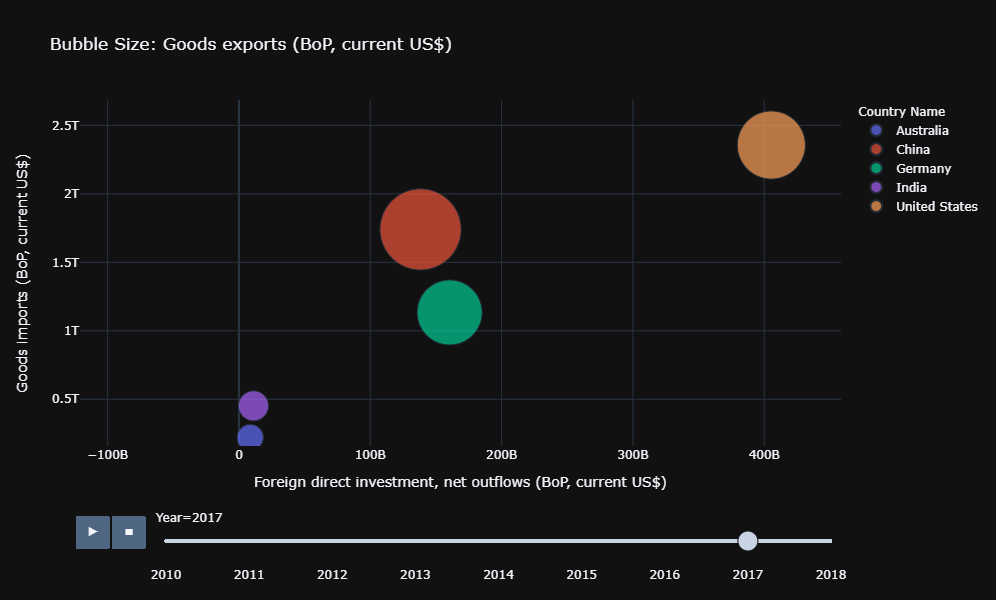 Bubble Size: Goods exports (BoP, current US$)
Goods Imports (BoP, current US$)
2.5T
2T
1.5T
1T
0.5T
−100B
0
100B
200B
300B
400B
Foreign direct investment, net outflows (BoP, current US$)
Country Name
Australia
China
Germany
India
United States
Year=2017
2010
2011
2012
2013
2014
2015
2016
2017
2018